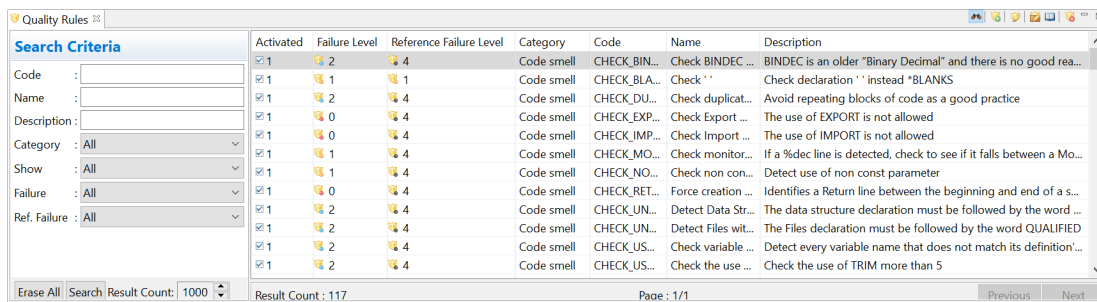 Quality Rules
Search Criteria
Code :
Name :
Description :
Category : All
Show : All
Failure : All
Ref. Failure : All
Erase All Search Result Count: 1000
Activated Failure Level Reference Failure Level Category Code Name Description
1 2 4 Code smell CHECK_BIN... Check BINDEC ... BINDEC is an older "Binary Decimal" and there is no good rea...
1 1 1 Code smell CHECK_BLA... Check ' ' Check declaration ' ' instead *BLANKS
1 2 4 Code smell CHECK_DU... Check duplicat... Avoid repeating blocks of code as a good practice
1 0 4 Code smell CHECK_EXP... Check Export ... The use of EXPORT is not allowed
1 0 4 Code smell CHECK_IMP... Check Import ... The use of IMPORT is not allowed
1 1 4 Code smell CHECK_MO... Check monitor... If a %dec line is detected, check to see if it falls between a Mo...
1 1 4 Code smell CHECK_NO... Check non con... Detect use of non const parameter
1 0 4 Code smell CHECK_RET... Force creation ... Identifies a Return line between the beginning and end of a s...
1 2 4 Code smell CHECK_UN... Detect Data Str... The data structure declaration must be followed by the word ...
1 2 4 Code smell CHECK_UN... Detect Files wit... The Files declaration must be followed by the word QUALIFIED
1 2 4 Code smell CHECK_US... Check variable ... Detect every variable name that does not match its definition'...
1 2 4 Code smell CHECK_US... Check the use ... Check the use of TRIM more than 5
Result Count : 117 Page : 1/1 Previous Next